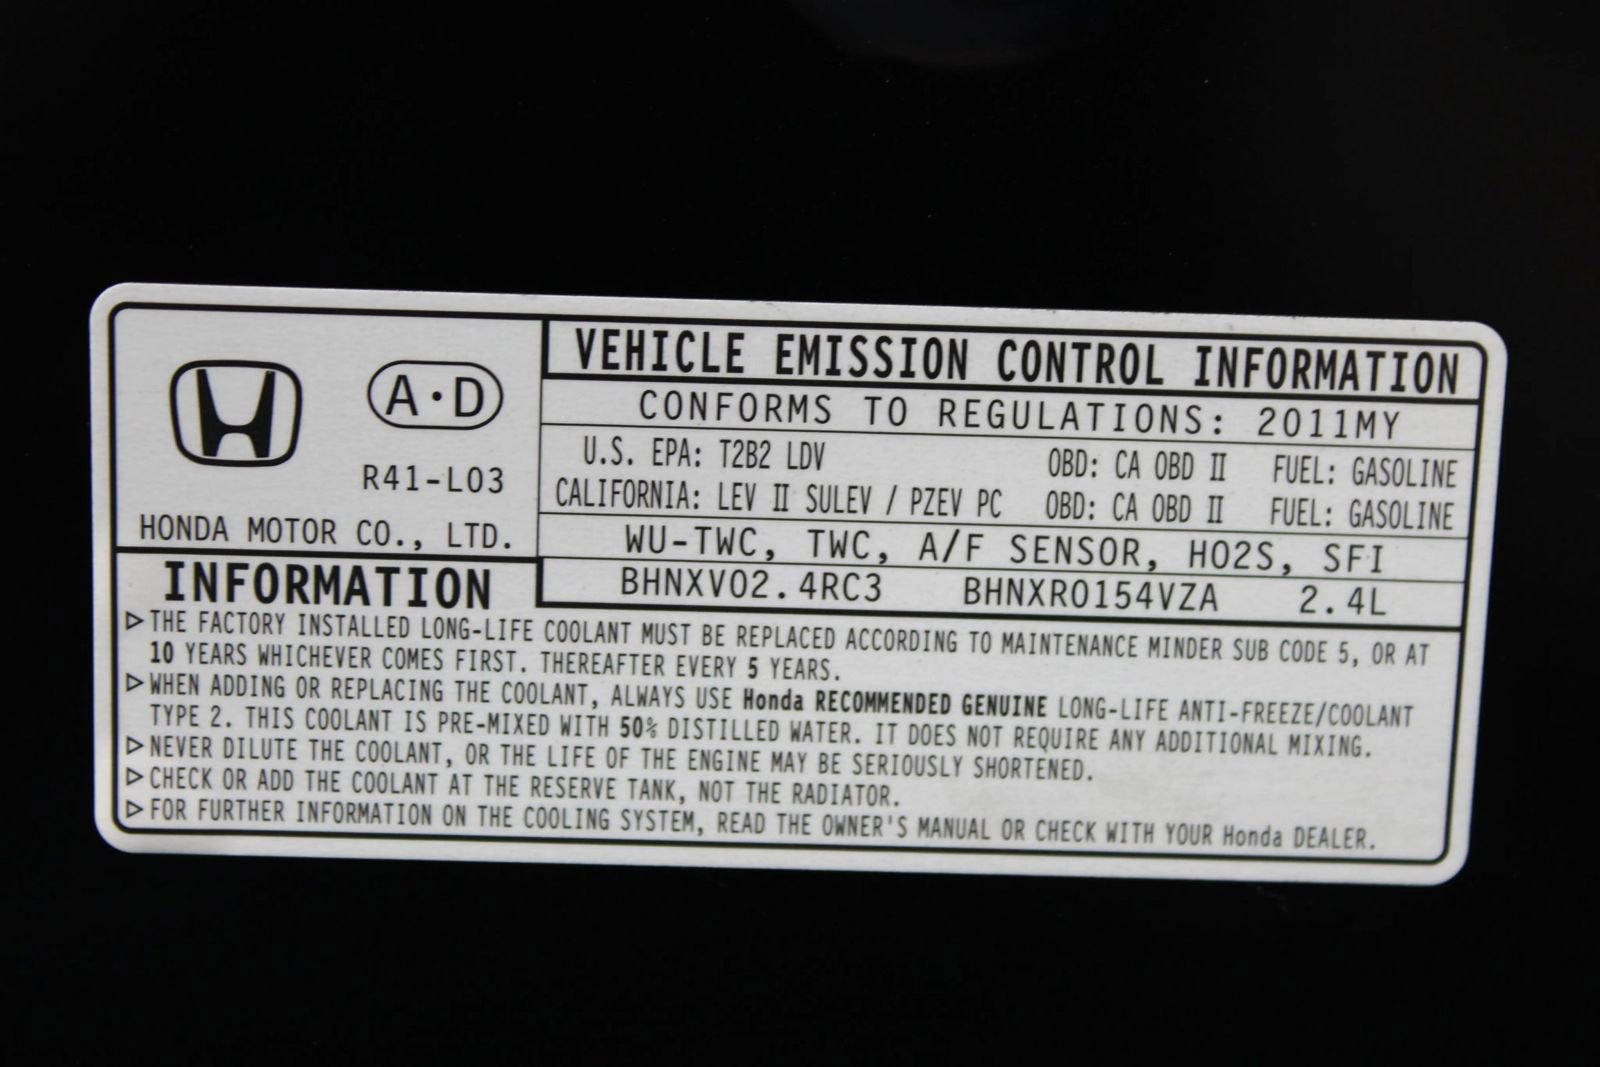 A·D
R41-L03
HONDA MOTOR CO., LTD.
VEHICLE EMISSION CONTROL INFORMATION
CONFORMS TO REGULATIONS: 2011MY
U.S. EPA: T2B2 LDV OBD: CA OBD II FUEL: GASOLINE
CALIFORNIA: LEV II SULEV / PZEV PC OBD: CA OBD II FUEL: GASOLINE
WU-TWC, TWC, A/F SENSOR, HO2S, SFI
BHNXV02.4RC3 BHNXR0154VZA 2.4L
INFORMATION
▷THE FACTORY INSTALLED LONG-LIFE COOLANT MUST BE REPLACED ACCORDING TO MAINTENANCE MINDER SUB CODE 5, OR AT
10 YEARS WHICHEVER COMES FIRST. THEREAFTER EVERY 5 YEARS.
▷WHEN ADDING OR REPLACING THE COOLANT, ALWAYS USE Honda RECOMMENDED GENUINE LONG-LIFE ANTI-FREEZE/COOLANT
TYPE 2. THIS COOLANT IS PRE-MIXED WITH 50% DISTILLED WATER. IT DOES NOT REQUIRE ANY ADDITIONAL MIXING.
▷NEVER DILUTE THE COOLANT, OR THE LIFE OF THE ENGINE MAY BE SERIOUSLY SHORTENED.
▷CHECK OR ADD THE COOLANT AT THE RESERVE TANK, NOT THE RADIATOR.
▷FOR FURTHER INFORMATION ON THE COOLING SYSTEM, READ THE OWNER'S MANUAL OR CHECK WITH YOUR Honda DEALER.